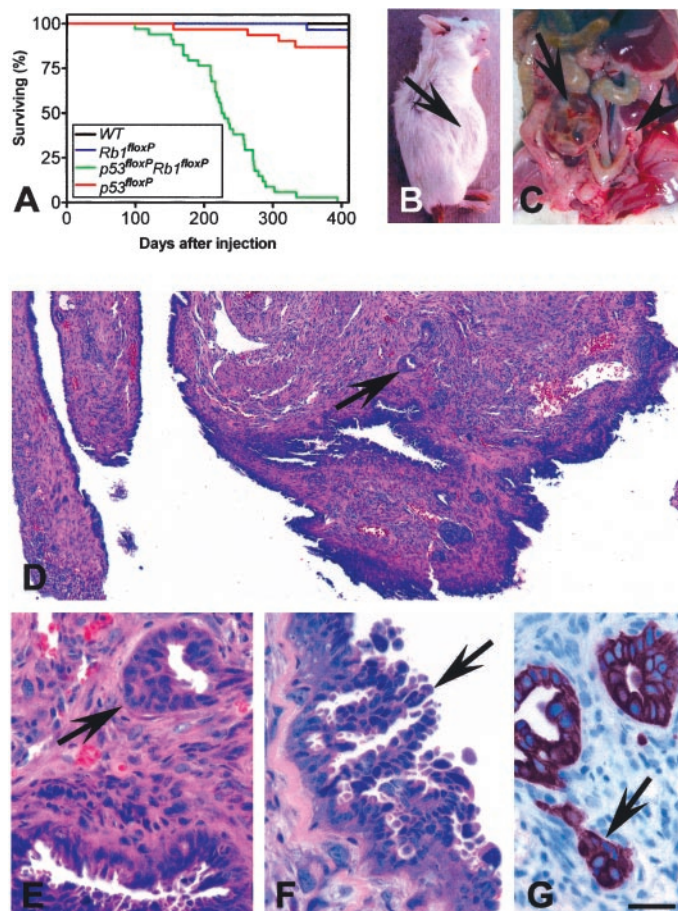 100
75
50
25
0
Surviving (%)
WT
Rb1floxP
p53floxPRb1floxP
p53floxP
0 100 200 300 400
Days after injection
A
B
C
D
E
F
G